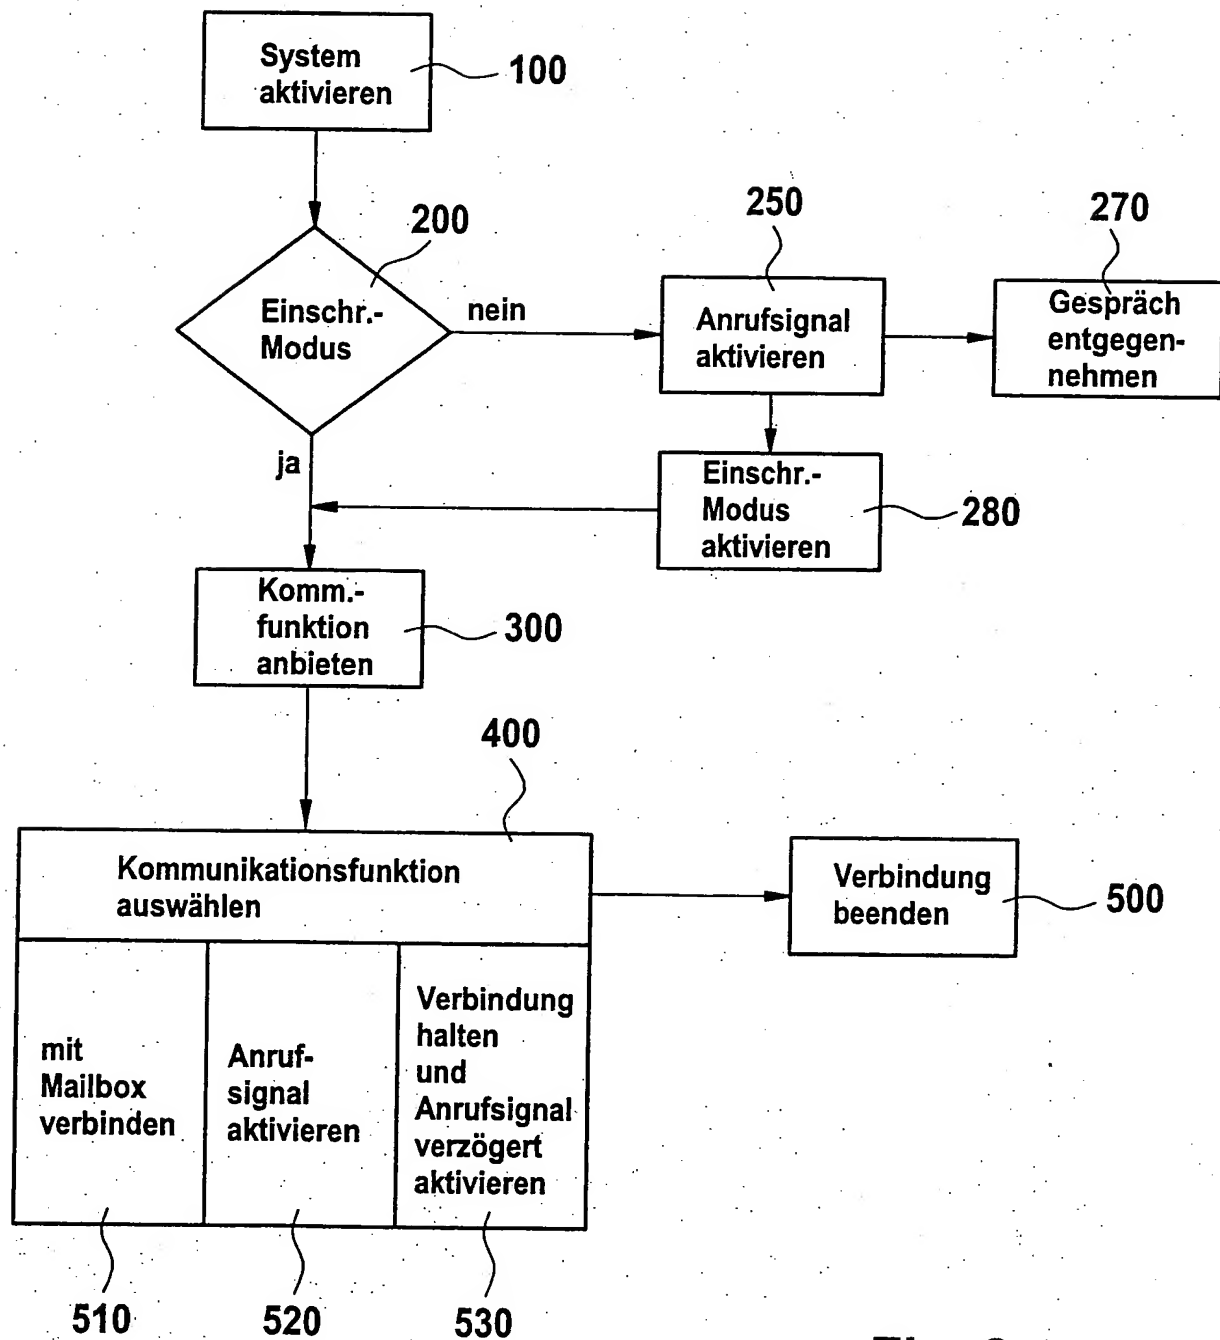 System
aktivieren
100
200
Einschr.-
Modus
nein
250
Anrufsignal
aktivieren
270
Gespräch
entgegen-
nehmen
ja
Einschr.-
Modus
aktivieren
280
Komm.-
funktion
anbieten
300
400
Kommunikationsfunktion
auswählen
Verbindung
beenden
500
mit
Mailbox
verbinden
Anruf-
signal
aktivieren
Verbindung
halten
und
Anrufsignal
verzögert
aktivieren
510
520
530